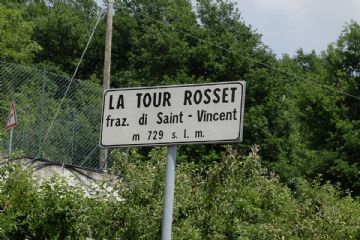 LA TOUR ROSSET
fraz. di Saint - Vincent
m 729 s. l. m.